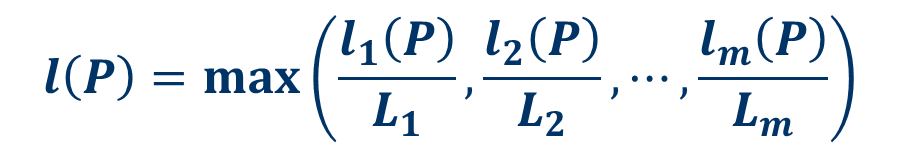 l(P) = max(l₁(P)/L₁, l₂(P)/L₂, ⋯, lₘ(P)/Lₘ)